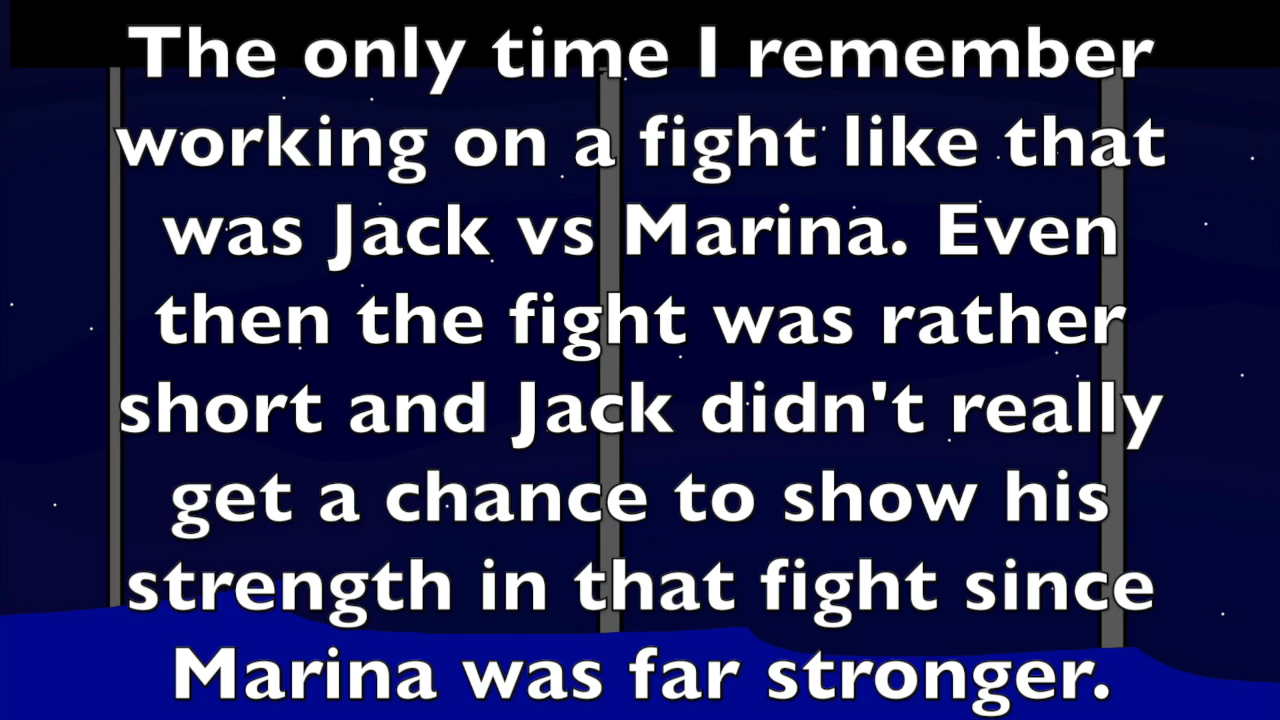 The only time I remember
working on a fight like that
was Jack vs Marina. Even
then the fight was rather
short and Jack didn't really
get a chance to show his
strength in that fight since
Marina was far stronger.